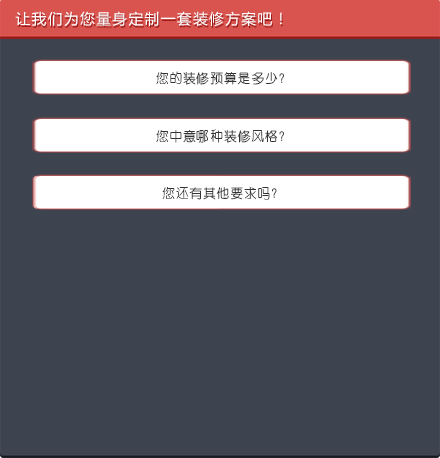 让我们为您量身定制一套装修方案吧！
您的装修预算是多少？
您中意哪种装修风格？
您还有其他要求吗？